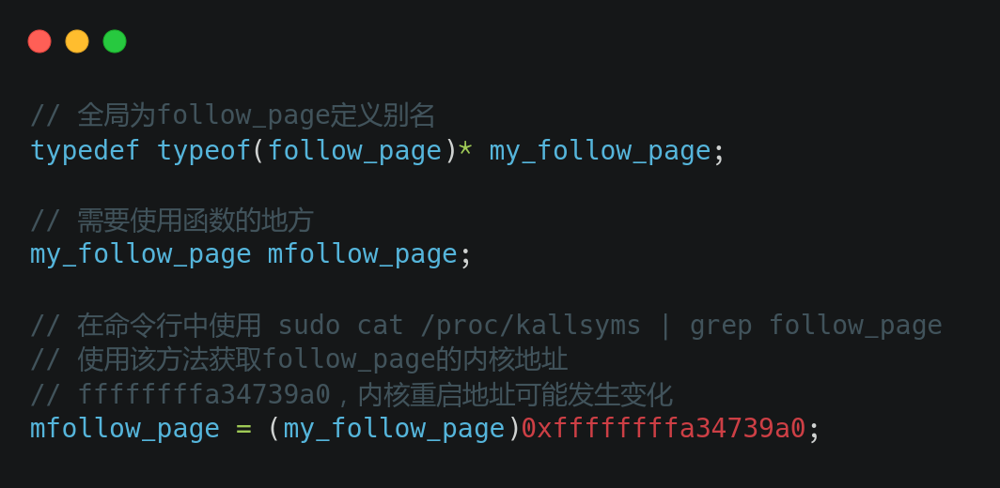 // 全局为follow_page定义别名
typedef typeof(follow_page)* my_follow_page;
// 需要使用函数的地方
my_follow_page mfollow_page;
// 在命令行中使用 sudo cat /proc/kallsyms | grep follow_page
// 使用该方法获取follow_page的内核地址
// ffffffffa34739a0，内核重启地址可能发生变化
mfollow_page = (my_follow_page)0xffffffffa34739a0;